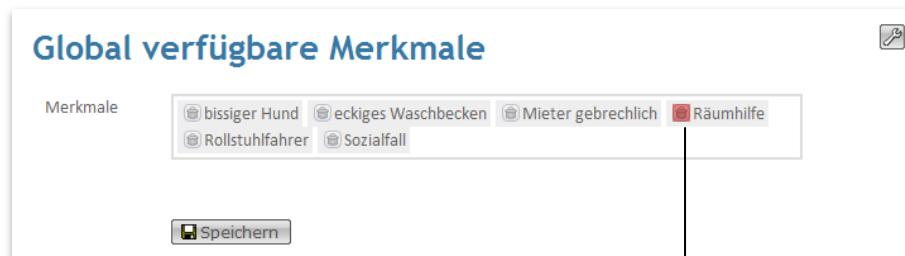 Global verfügbare Merkmale
Merkmale
bissiger Hund eckiges Waschbecken Mieter gebrechlich Räumhilfe
Rollstuhlfahrer Sozialfall
Speichern